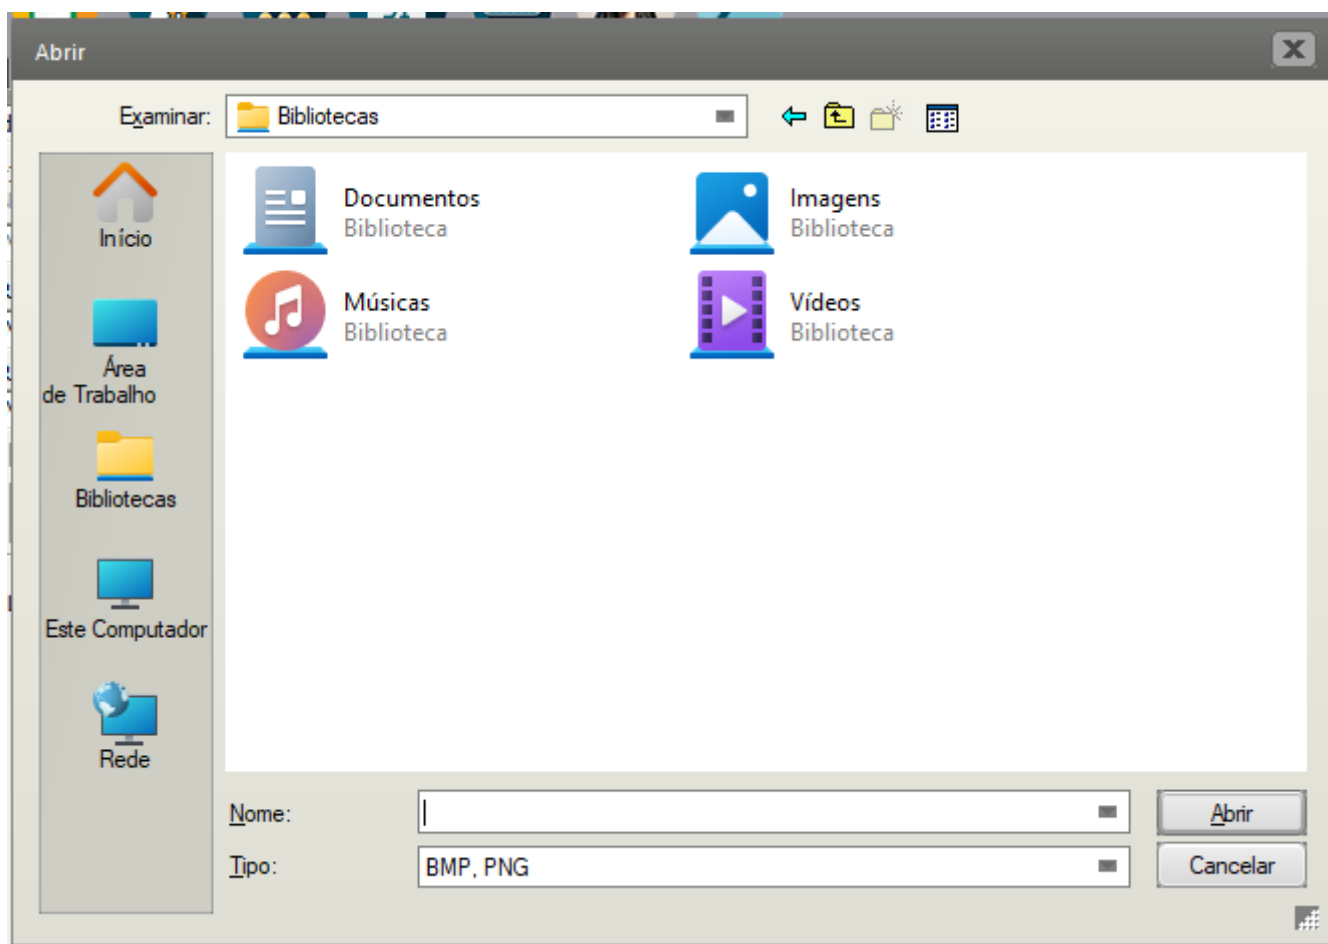 Abrir
Examinar:
Bibliotecas
Início
Área
de Trabalho
Bibliotecas
Este Computador
Rede
Documentos
Biblioteca
Imagens
Biblioteca
Músicas
Biblioteca
Vídeos
Biblioteca
Nome:
Abrir
Tipo:
BMP, PNG
Cancelar